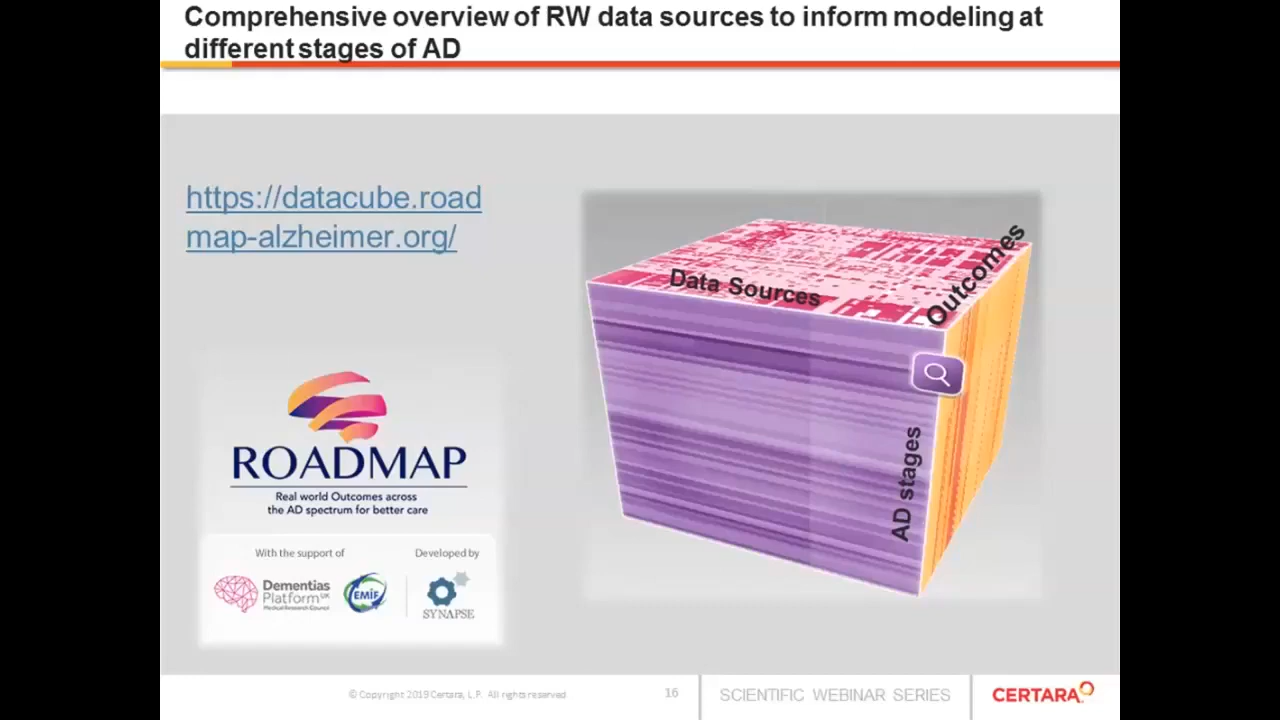 Comprehensive overview of RW data sources to inform modeling at
different stages of AD
https://datacube.road
map-alzheimer.org/
Data Sources
Outcomes
AD stages
ROADMAP
Real world Outcomes across
the AD spectrum for better care
With the support of
Developed by
Dementias
Platform UK
Medical Research Council
EMIF
SYNAPSE
© Copyright 2019 Certara, L.P. All rights reserved
16
SCIENTIFIC WEBINAR SERIES
CERTARA